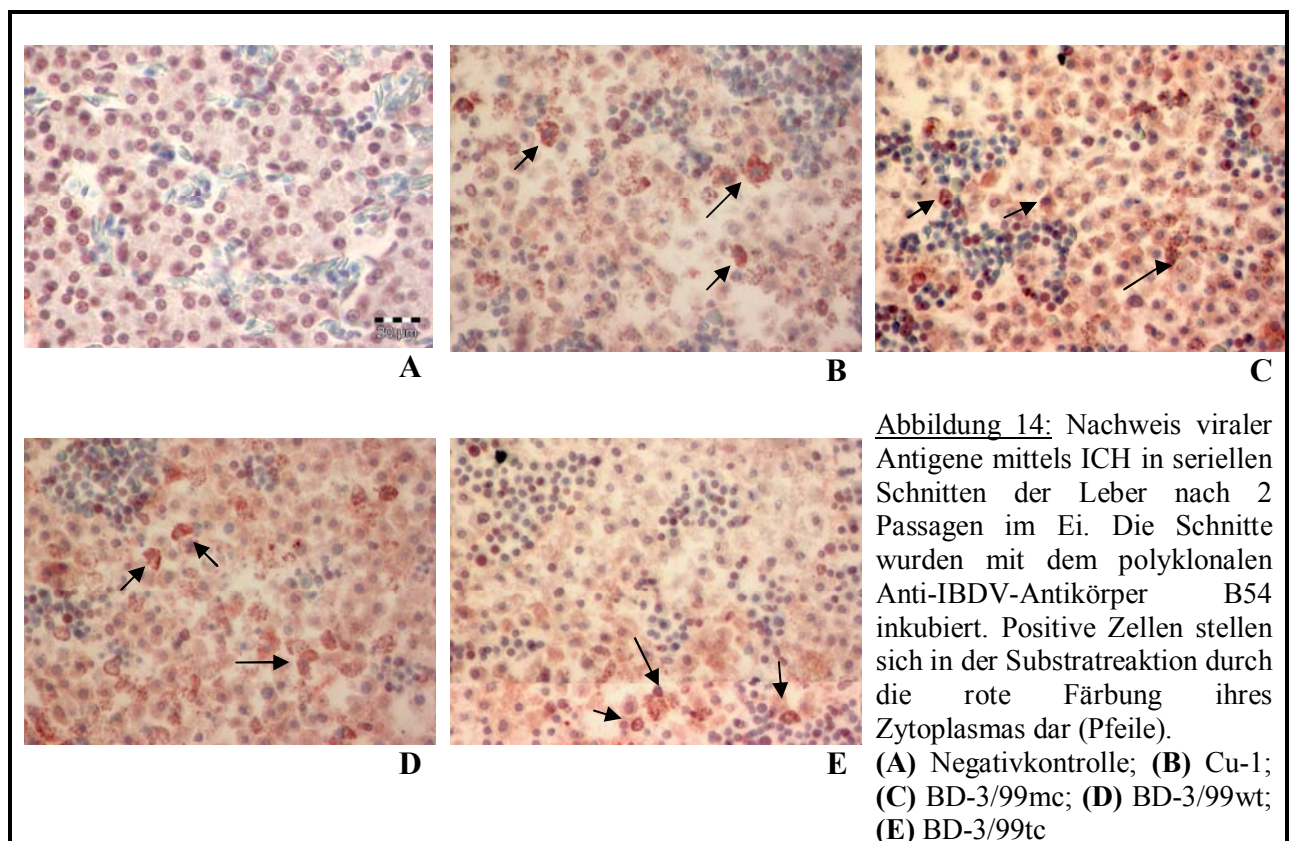 20 µm
A
B
C
D
E
Abbildung 14: Nachweis viraler
Antigene mittels ICH in seriellen
Schnitten der Leber nach 2
Passagen im Ei. Die Schnitte
wurden mit dem polyklonalen
Anti-IBDV-Antikörper B54
inkubiert. Positive Zellen stellen
sich in der Substratreaktion durch
die rote Färbung ihres
Zytoplasmas dar (Pfeile).
(A) Negativkontrolle; (B) Cu-1;
(C) BD-3/99mc; (D) BD-3/99wt;
(E) BD-3/99tc